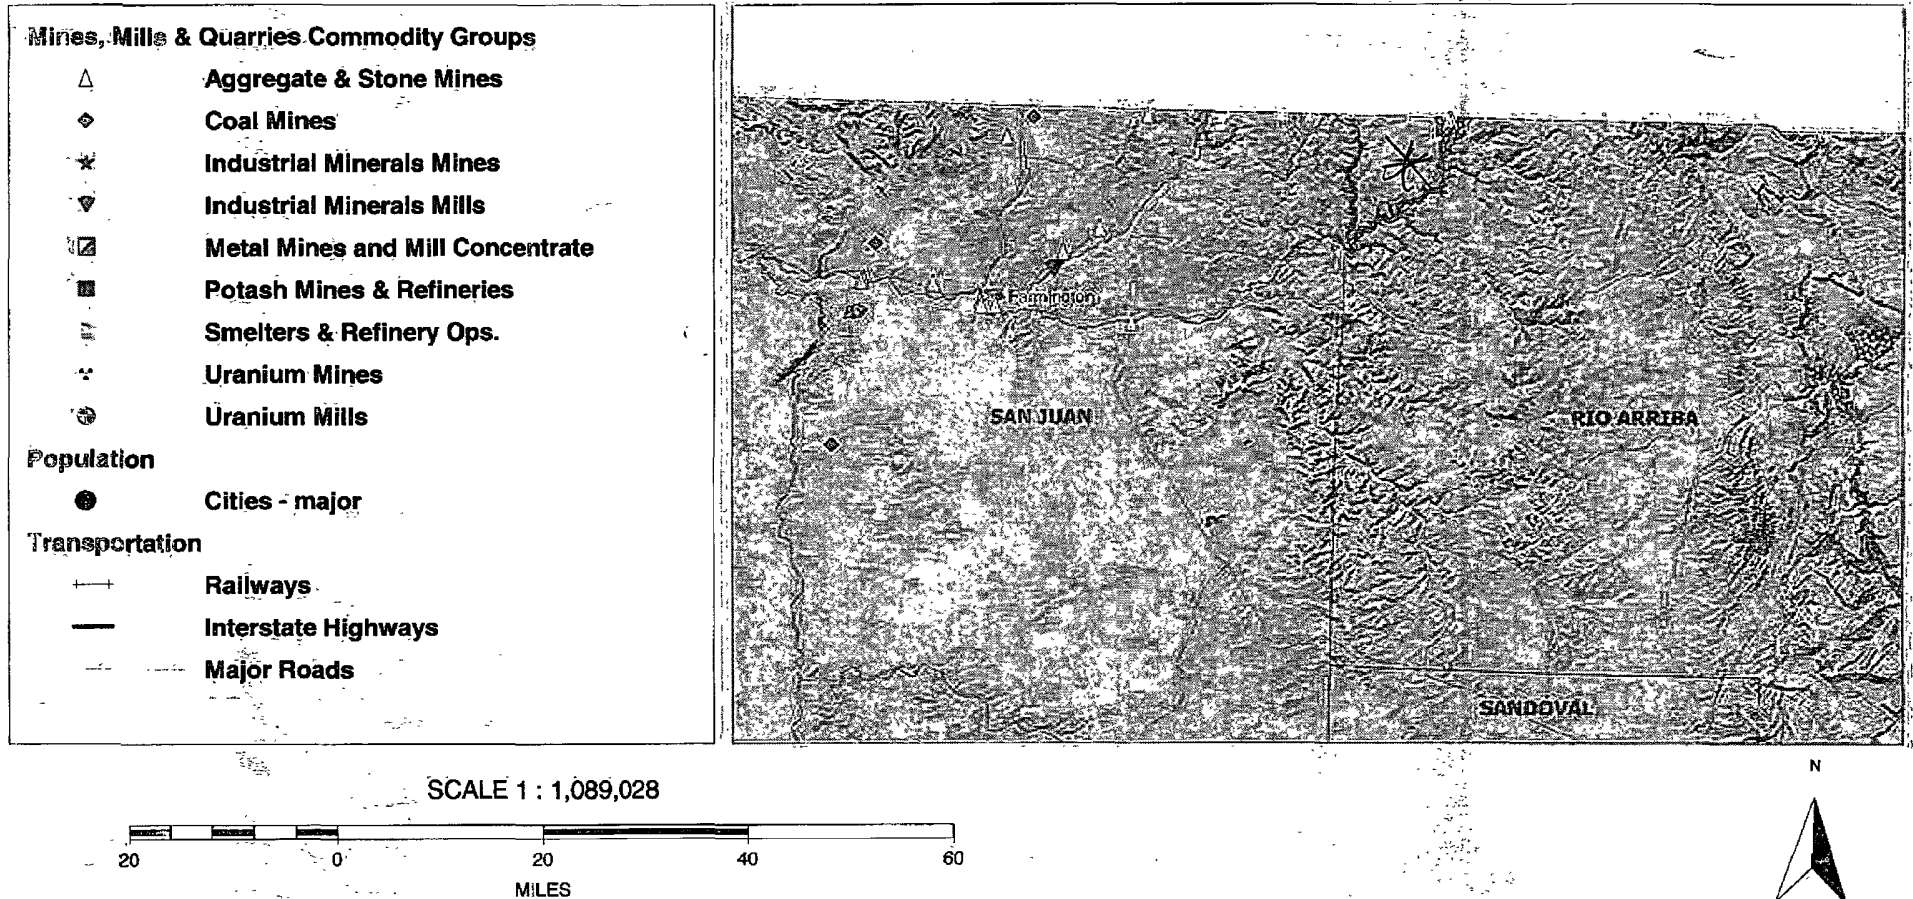 Mines, Mills & Quarries Commodity Groups
Aggregate & Stone Mines
Coal Mines
Industrial Minerals Mines
Industrial Minerals Mills
Metal Mines and Mill Concentrate
Potash Mines & Refineries
Smelters & Refinery Ops.
Uranium Mines
Uranium Mills
Population
Cities - major
Transportation
Railways
Interstate Highways
Major Roads
Farmington
SAN JUAN
RIO ARRIBA
SANDOVAL
SCALE 1 : 1,089,028
20 0 20 40 60
MILES
N